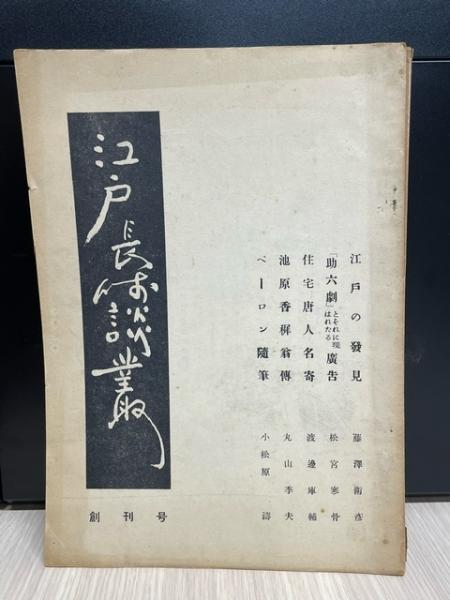 江戸の發見 藤澤衛彦
「助六劇」とそれに現はれたる廣告 松宮寒骨
住宅唐人名寄 渡邊庫輔
池原香穉翁傳 丸山季夫
ペーロン隨筆 小松原濤
江戸長崎談叢
創刊号